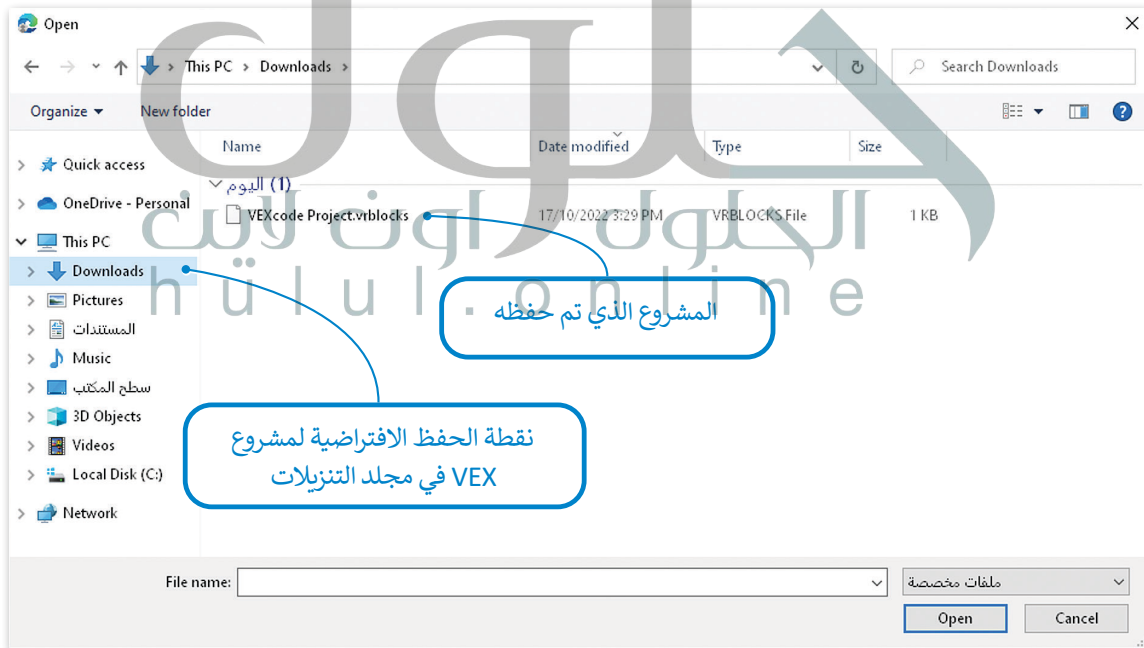 Open
This PC > Downloads >
Search Downloads
Organize
New folder
Name
Date modified
Type
Size
اليوم (1)
VEXcode Project.vrblocks
17/10/2022 3:29 PM
VRBLOCKS File
1 KB
Quick access
OneDrive - Personal
This PC
Downloads
Pictures
المستندات
Music
سطح المكتب
3D Objects
Videos
Local Disk (C:)
Network
المشروع الذي تم حفظه
نقطة الحفظ الافتراضية لمشروع
VEX في مجلد التنزيلات
File name:
ملفات مخصصة
Open
Cancel
حلول
الحلول اون لاين
hülul.online